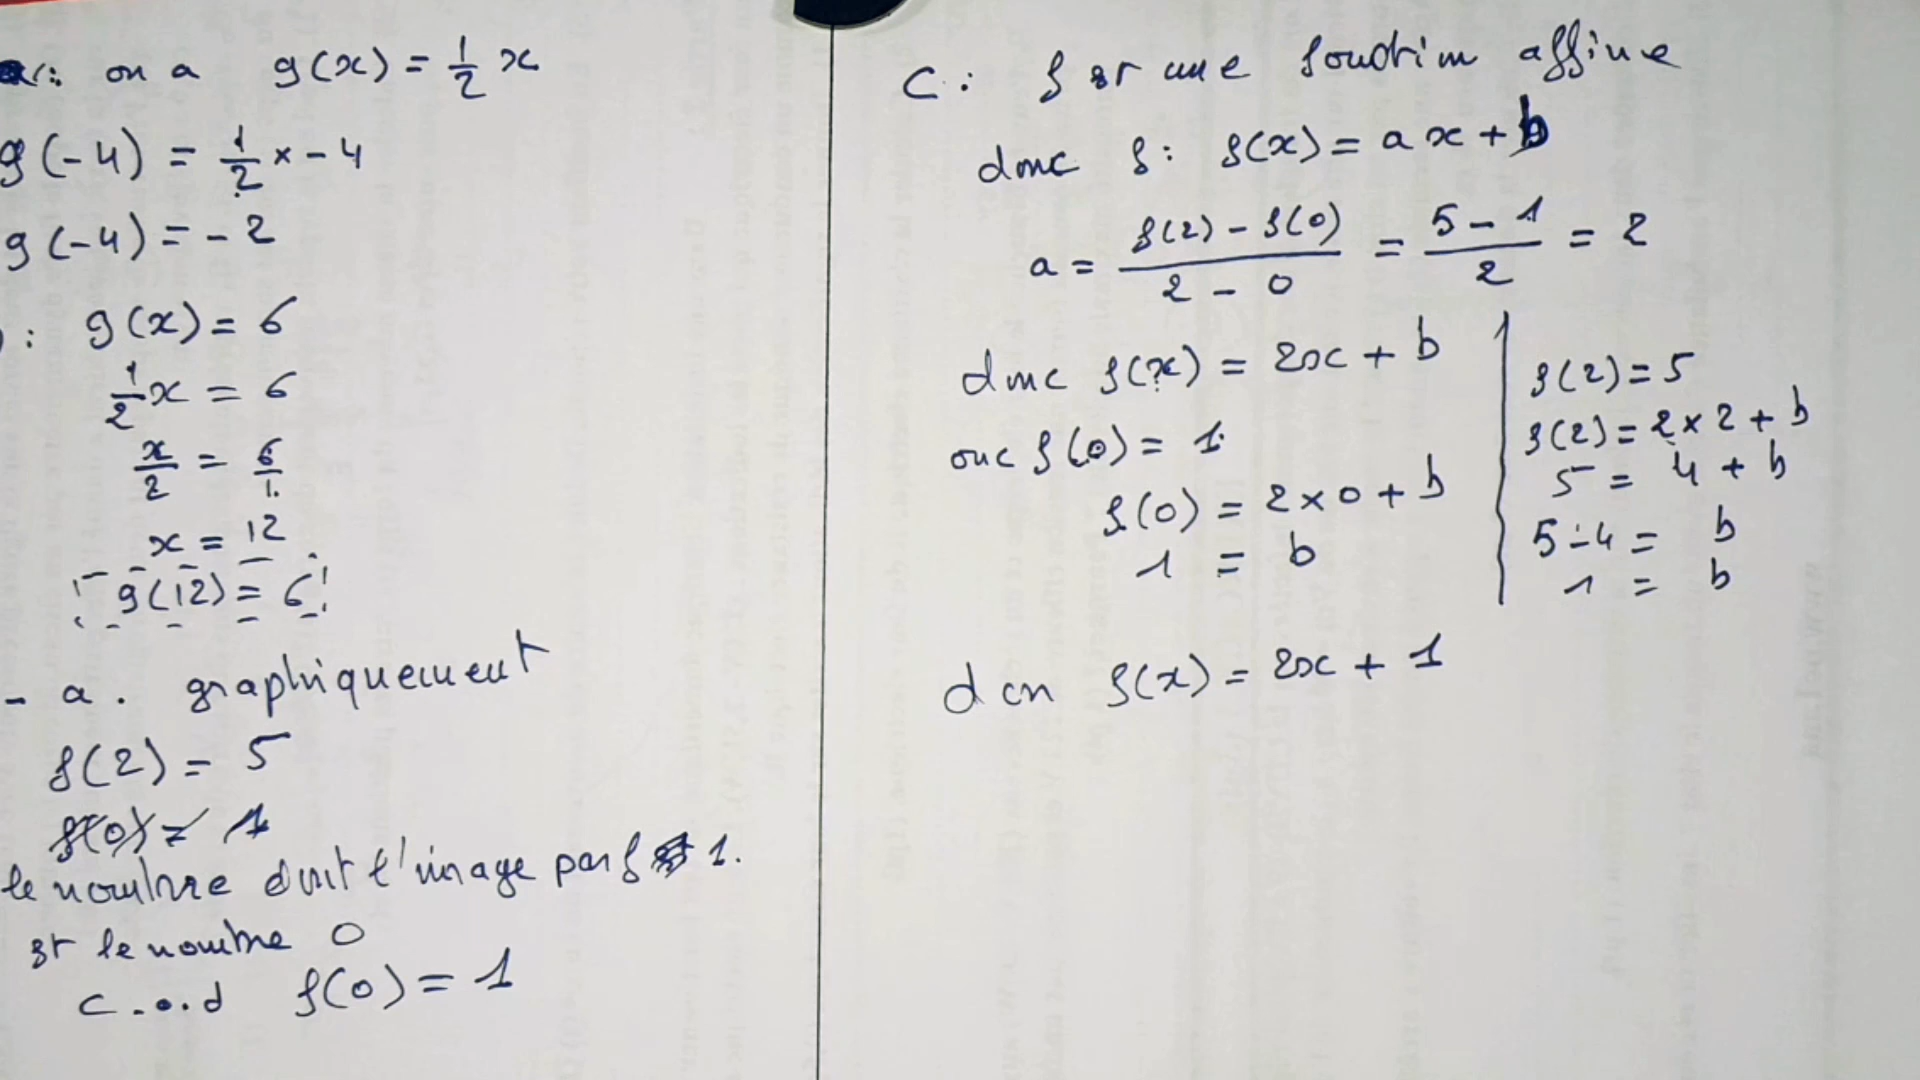 on a g(x) = 1/2 x
g(-4) = 1/2 x - 4
g(-4) = - 2
: g(x) = 6
1/2 x = 6
x/2 = 6/1
x = 12
g(12) = 6
- a . graphiquement
f(2) = 5
f(0) = 1
le nombre dont l'image par f 1.
est le nombre 0
c.a.d f(0) = 1
C : f est une fonction affine
donc f : f(x) = ax + b
a = f(2) - f(0) / 2 - 0 = 5 - 1 / 2 = 2
donc f(x) = 2x + b
f(0) = 1
f(0) = 2 x 0 + b
1 = b
f(2) = 5
f(2) = 2 x 2 + b
5 = 4 + b
5 - 4 = b
1 = b
don f(x) = 2x + 1